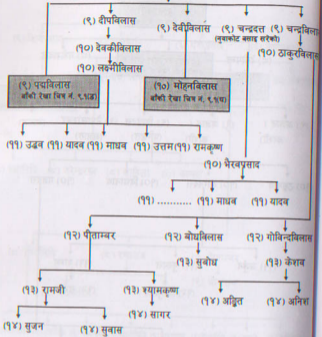 (९) दीपविलास (९) देवीविलास (९) चन्द्रदत्त (९) चन्द्रविलास
(नुवाकोट बसाइ सरेको)
(१०) देवकीविलास (१०) ठाकुरविलास
(१०) लक्ष्मीविलास
(९) पद्मविलास (१०) मोहनविलास
बाँकी रेखा चित्र नं. बाँकी रेखा चित्र नं.
(११) उद्धव (११) यादव (११) माधव (११) उत्तम (११) रामकृष्ण
(१०) भैरवप्रसाद
(११) ............ (११) माधव (११) यादव
(१२) पीताम्बर (१२) बोधविलास (१२) गोविन्दविलास
(१३) सुबोध (१३) केशव
(१३) रामजी (१३) श्यामकृष्ण (१४) अङ्कित (१४) अनिश
(१४) सागर
(१४) सुजन (१४) सुवास